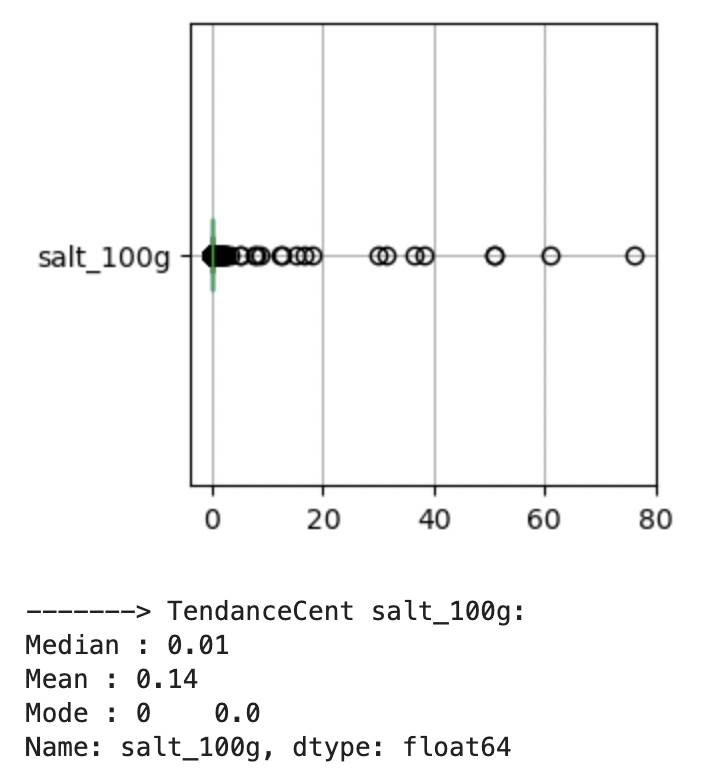 salt_100g
0 20 40 60 80
-------> TendanceCent salt_100g:
Median : 0.01
Mean : 0.14
Mode : 0    0.0
Name: salt_100g, dtype: float64